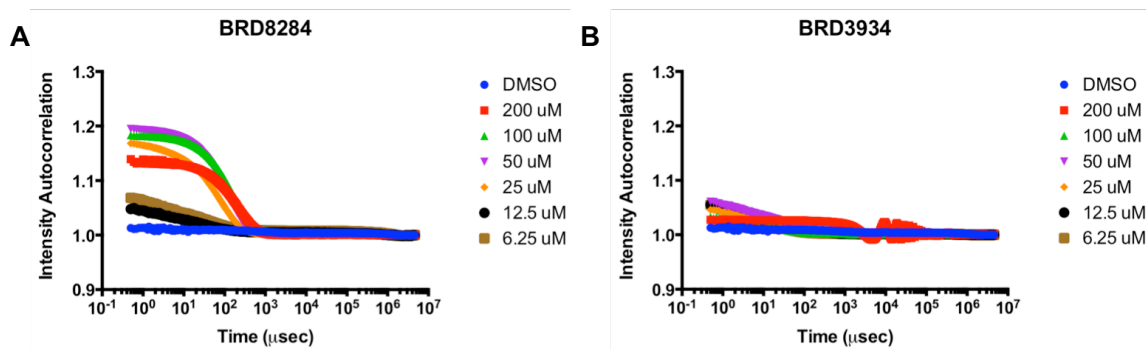 A
BRD8284
Intensity Autocorrelation
1.3
1.2
1.1
1.0
0.9
10-1 100 101 102 103 104 105 106 107
Time (μsec)
DMSO
200 uM
100 uM
50 uM
25 uM
12.5 uM
6.25 uM
B
BRD3934
Intensity Autocorrelation
1.3
1.2
1.1
1.0
0.9
10-1 100 101 102 103 104 105 106 107
Time (μsec)
DMSO
200 uM
100 uM
50 uM
25 uM
12.5 uM
6.25 uM